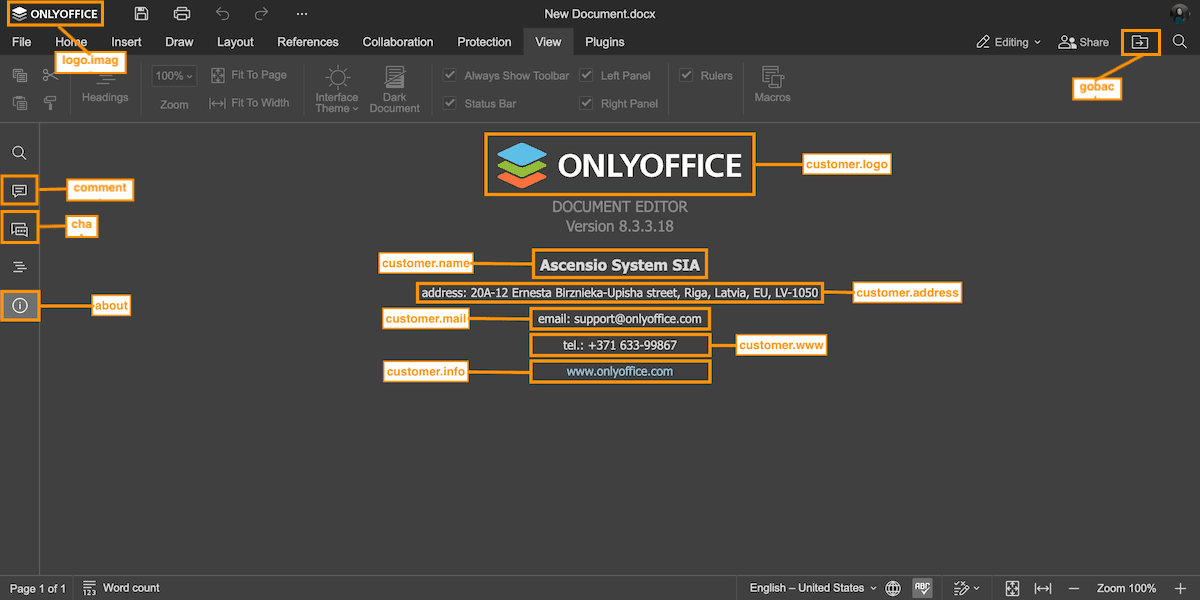 ONLYOFFICE
New Document.docx
File Home Insert Draw Layout References Collaboration Protection View Plugins Editing Share
logo.imag
gobac
100%
Zoom
Fit To Page
Fit To Width
Headings
Interface
Theme
Dark
Document
Always Show Toolbar
Status Bar
Left Panel
Right Panel
Rulers
Macros
ONLYOFFICE
customer.logo
comment
cha
about
DOCUMENT EDITOR
Version 8.3.3.18
customer.name
Ascensio System SIA
address: 20A-12 Ernesta Birznieka-Upisha street, Riga, Latvia, EU, LV-1050
customer.address
customer.mail
email: support@onlyoffice.com
tel.: +371 633-99867
customer.www
customer.info
www.onlyoffice.com
Page 1 of 1
123
Word count
English – United States
ABC
Zoom 100%